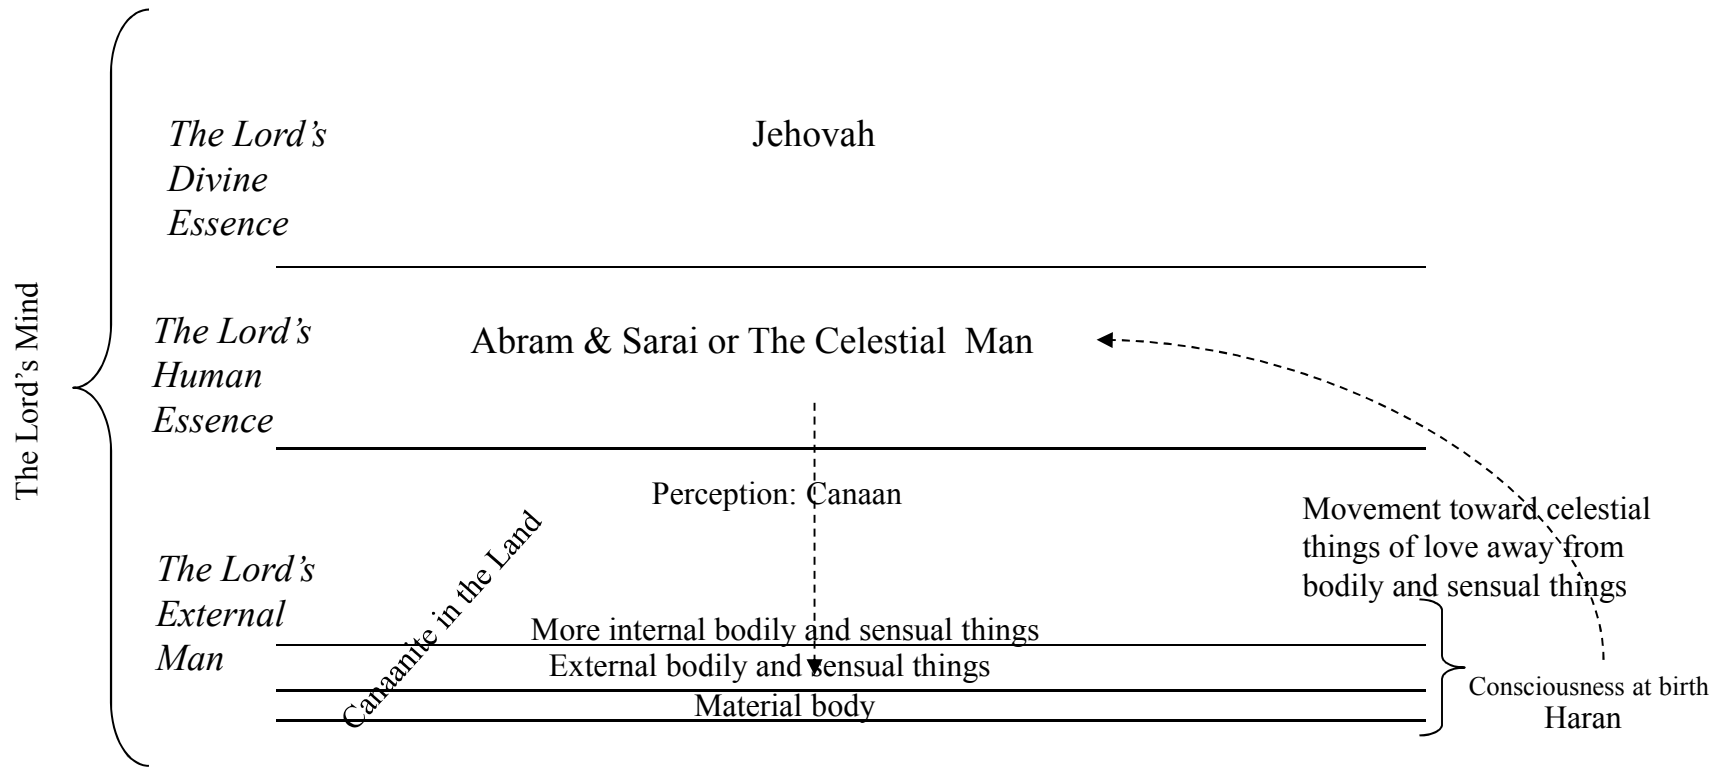 The Lord’s Mind
The Lord’s
Divine
Essence
Jehovah
The Lord’s
Human
Essence
Abram & Sarai or The Celestial  Man
Perception: Canaan
Canaanite in the Land
Movement toward celestial
things of love away from
bodily and sensual things
The Lord’s
External
Man
More internal bodily and sensual things
External bodily and sensual things
Material body
Consciousness at birth
Haran